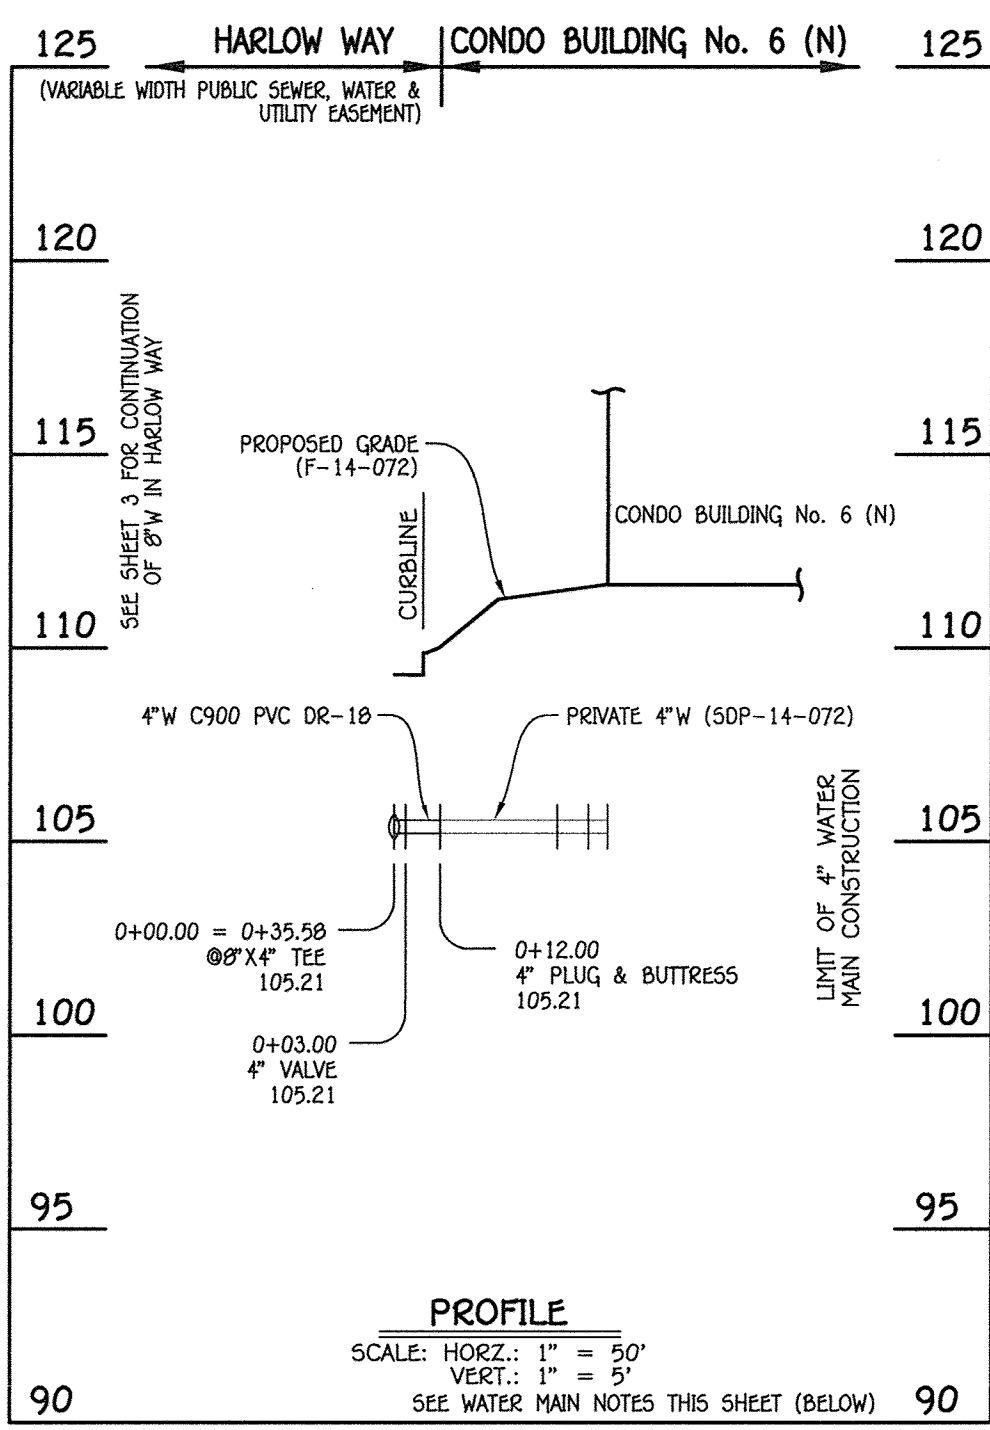 125
HARLOW WAY
CONDO BUILDING No. 6 (N)
125
(VARIABLE WIDTH PUBLIC SEWER, WATER &
UTILITY EASEMENT)
120
120
SEE SHEET 3 FOR CONTINUATION
OF 8"W IN HARLOW WAY
115
115
PROPOSED GRADE
(F-14-072)
CURBLINE
CONDO BUILDING No. 6 (N)
110
110
4"W C900 PVC DR-18
PRIVATE 4"W (SDP-14-072)
105
105
LIMIT OF 4" WATER
MAIN CONSTRUCTION
0+00.00 = 0+35.58
@8"X4" TEE
105.21
0+12.00
4" PLUG & BUTTRESS
105.21
100
100
0+03.00
4" VALVE
105.21
95
95
PROFILE
SCALE: HORZ.: 1" = 50'
VERT.: 1" = 5'
SEE WATER MAIN NOTES THIS SHEET (BELOW)
90
90